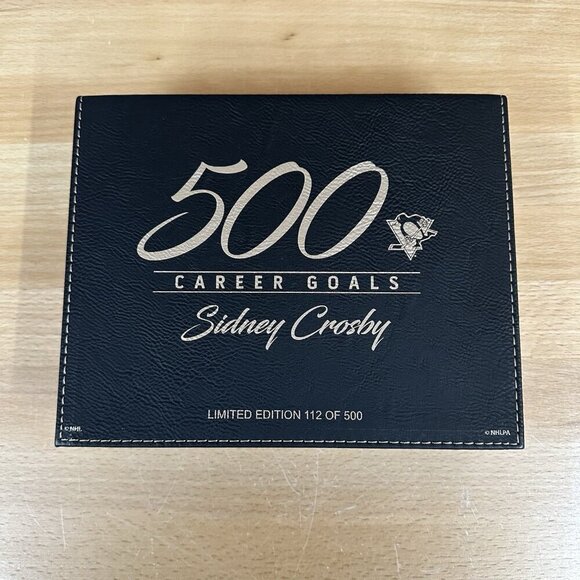 500
CAREER GOALS
Sidney Crosby
LIMITED EDITION 112 OF 500
© NHL
© NHLPA